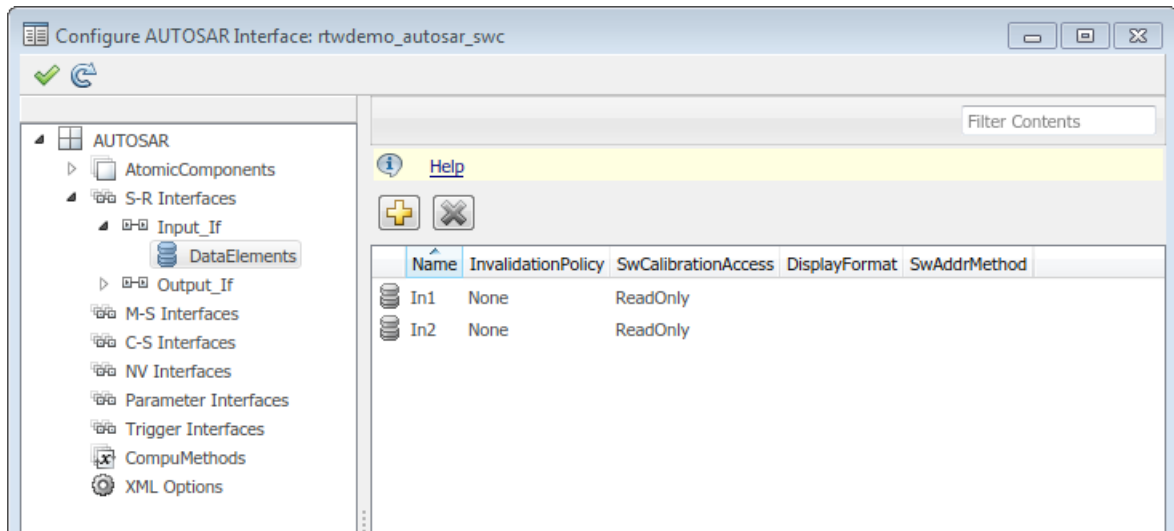 Configure AUTOSAR Interface: rtwdemo_autosar_swc
Filter Contents
AUTOSAR
AtomicComponents
S-R Interfaces
Input_If
DataElements
Output_If
M-S Interfaces
C-S Interfaces
NV Interfaces
Parameter Interfaces
Trigger Interfaces
CompuMethods
XML Options
Help
Name InvalidationPolicy SwCalibrationAccess DisplayFormat SwAddrMethod
In1 None ReadOnly
In2 None ReadOnly